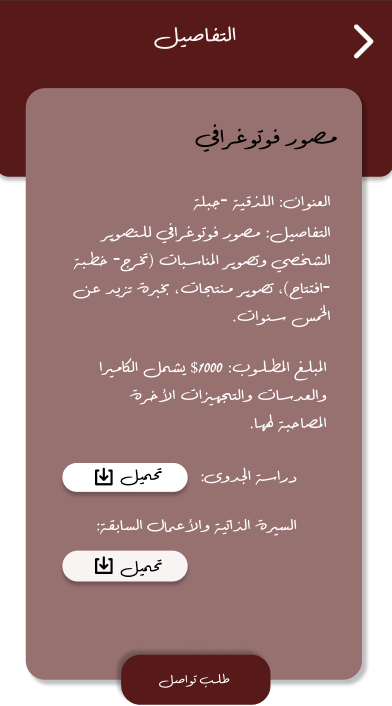 التفاصيل
مصور فوتوغرافي
العنوان: اللذقية -جبلة
التفاصيل: مصور فوتوغرافي للتصوير
الشخصي وتصوير المناسبات (تخرج- خطبة
-افتتاح)، تصوير منتجات، بخبرة تزيد عن
الخمس سنوات.
المبلغ المطلوب: 1000$ يشمل الكاميرا
والعدسات والتجهيزات الأخرة
المصاحبة لها.
دراسة الجدوى: تحميل
السيرة الذاتية والأعمال السابقة:
تحميل
طلب تواصل